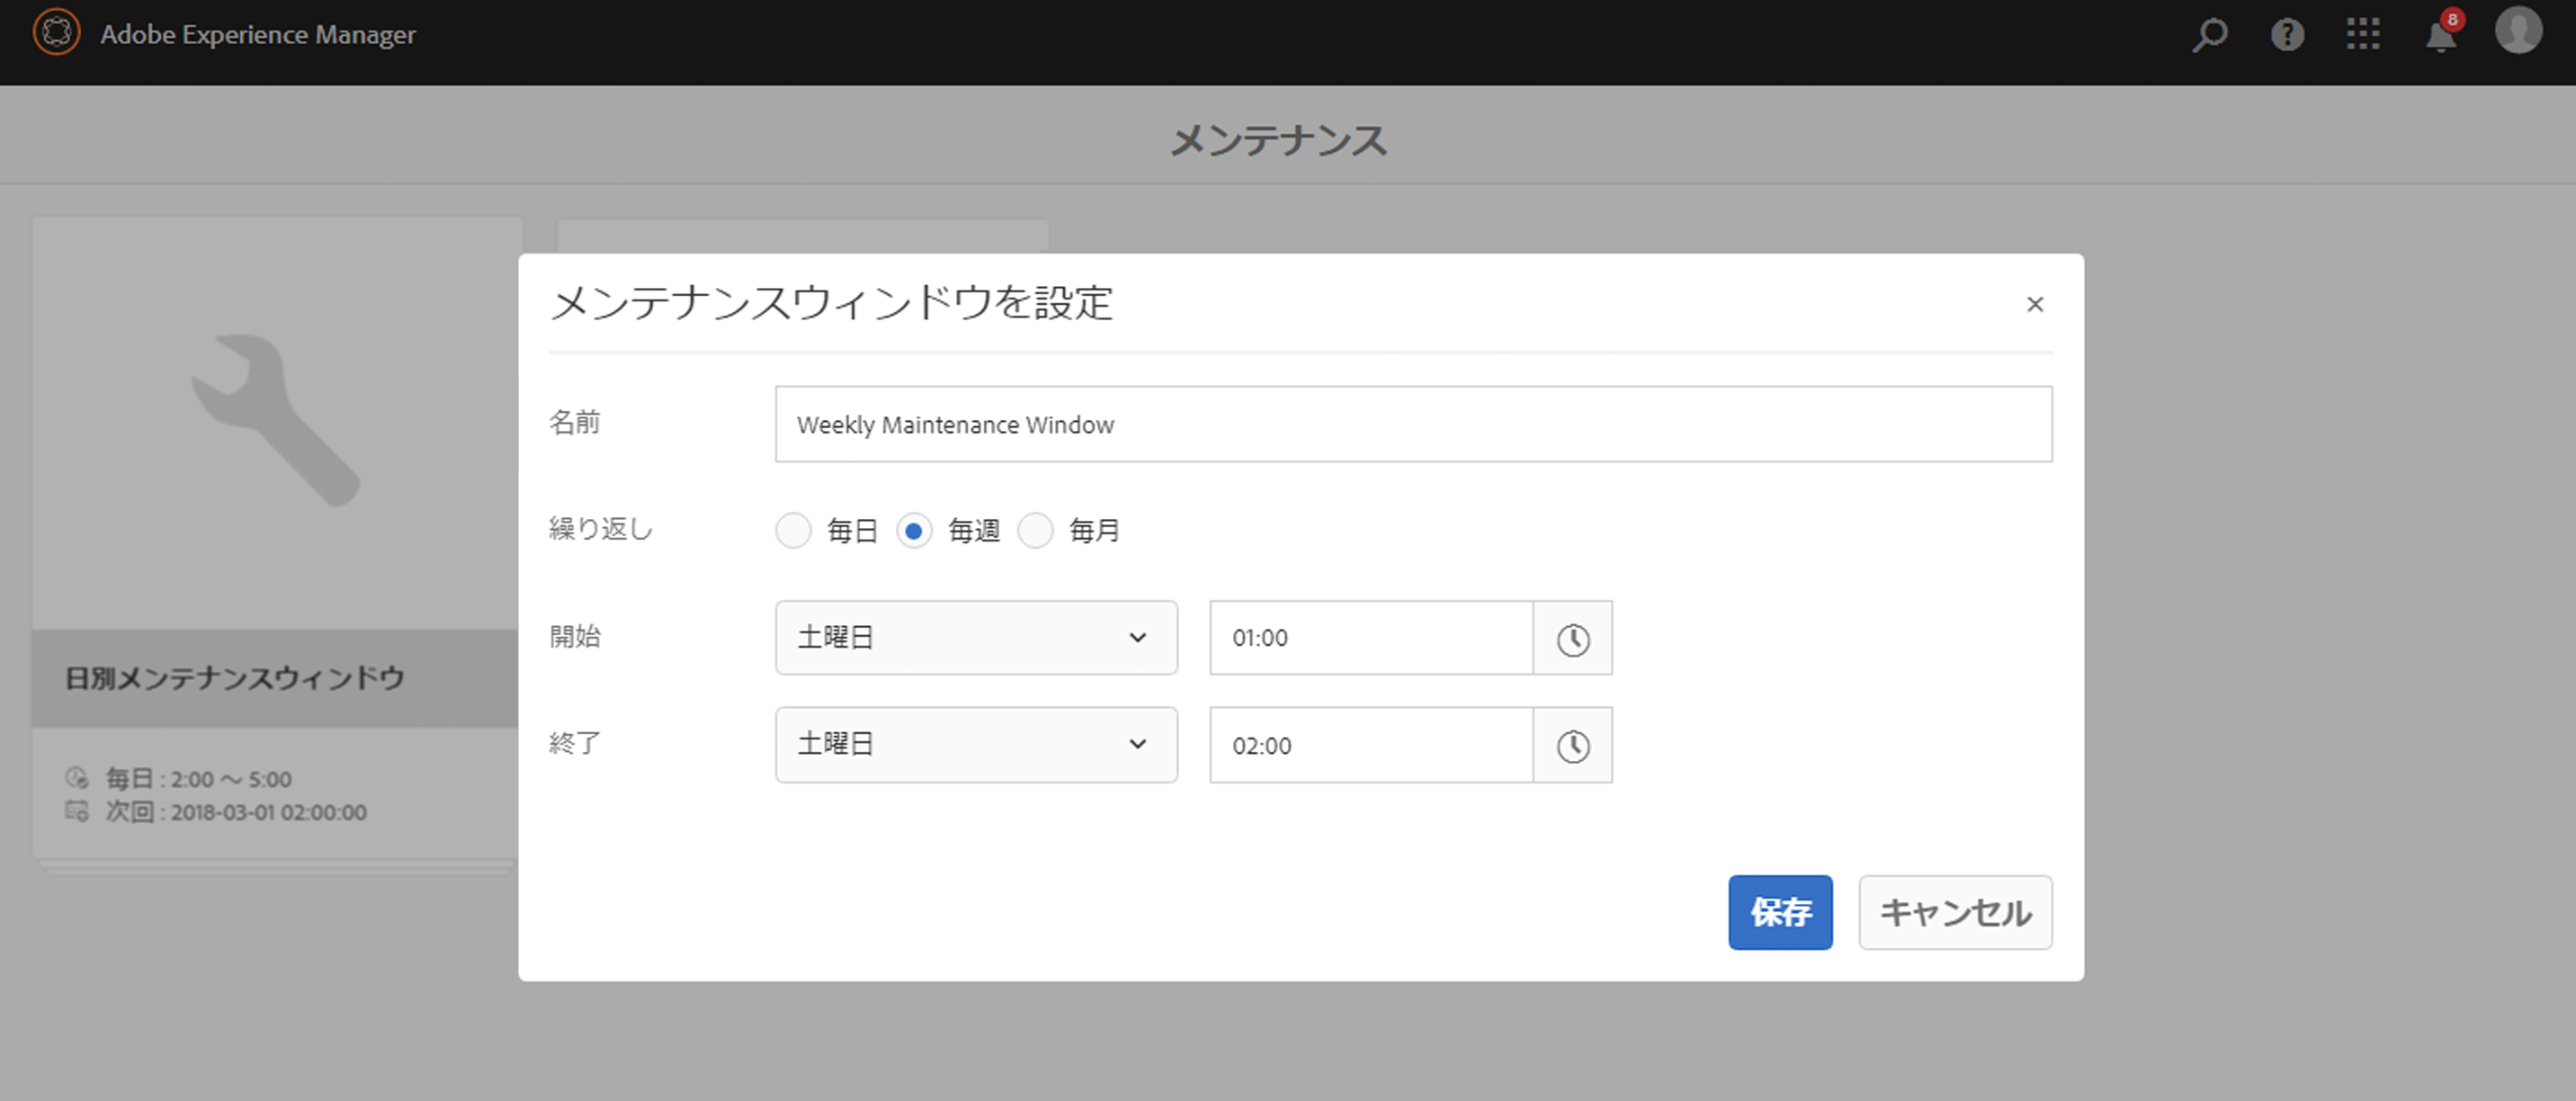 Adobe Experience Manager
8
メンテナンス
メンテナンスウィンドウを設定
×
名前
Weekly Maintenance Window
繰り返し
毎日 毎週 毎月
開始
土曜日
01:00
終了
土曜日
02:00
保存
キャンセル
日別メンテナンスウィンドウ
毎日 : 2:00 ～ 5:00
次回 : 2018-03-01 02:00:00